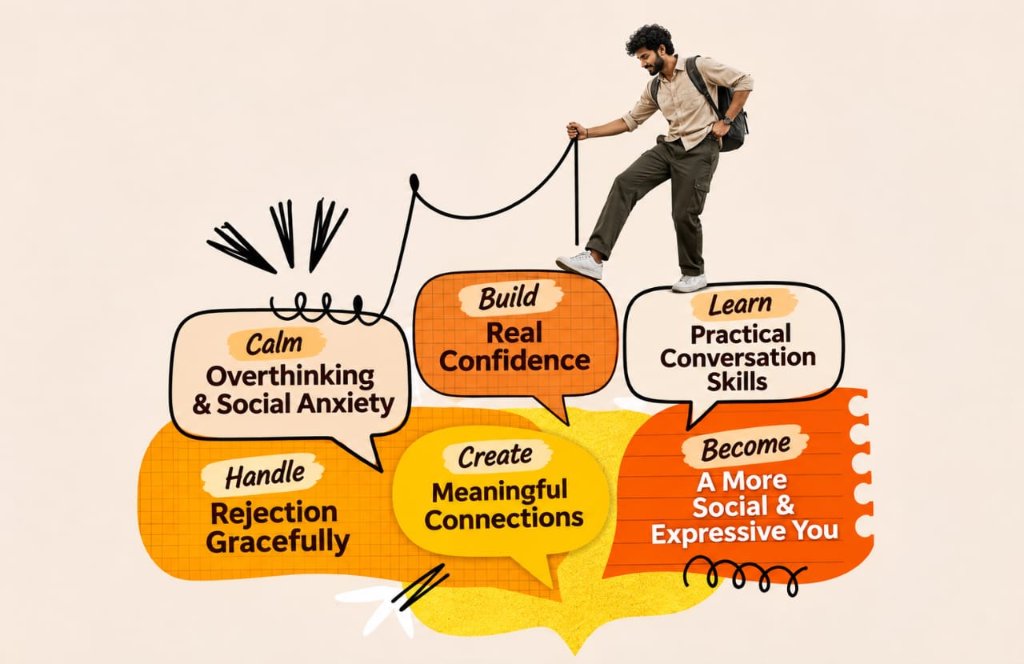 Calm
Overthinking
& Social Anxiety
Build
Real
Confidence
Learn
Practical
Conversation
Skills
Handle
Rejection
Gracefully
Create
Meaningful
Connections
Become
A More
Social &
Expressive You